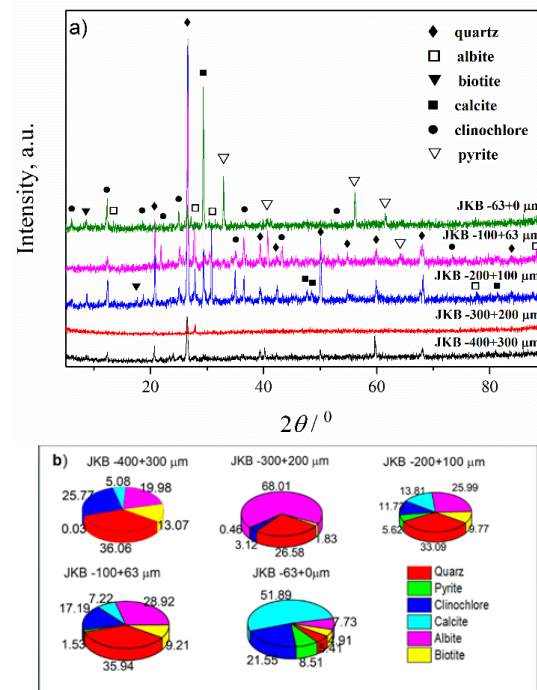 a)
quartz
albite
biotite
calcite
clinochlore
pyrite
Intensity, a.u.
JKB -63+0 μm
JKB -100+63 μm
JKB -200+100 μm
JKB -300+200 μm
JKB -400+300 μm
20 40 60 80
2θ/ 0
b)
JKB -400+300 μm
5.08
25.77
19.98
0.03
13.07
36.06
JKB -300+200 μm
68.01
0.46
3.12
26.58
1.83
JKB -200+100 μm
13.81
25.99
11.72
5.62
9.77
33.09
JKB -100+63 μm
7.22
28.92
17.19
1.53
9.21
35.94
JKB -63+0μm
51.89
7.73
4.91
5.41
21.55
8.51
Quarz
Pyrite
Clinochlore
Calcite
Albite
Biotite